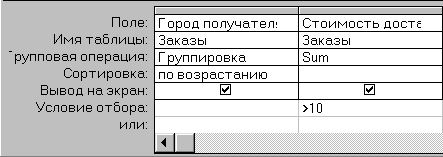 Поле: Город получател Стоимость доста
Имя таблицы: Заказы Заказы
рупповая операция: Группировка Sum
Сортировка: по возрастанию
Вывод на экран:
Условие отбора: >10
или: